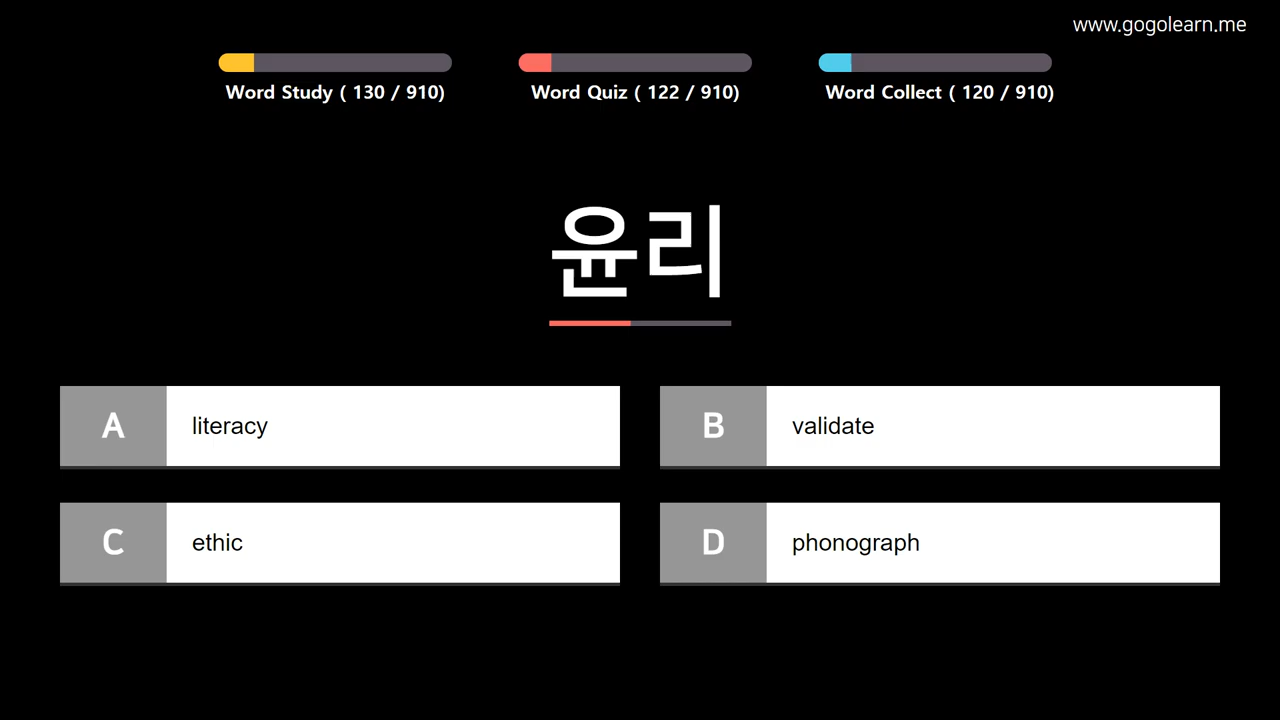 www.gogolearn.me
Word Study ( 130 / 910)
Word Quiz ( 122 / 910)
Word Collect ( 120 / 910)
윤리
A literacy
B validate
C ethic
D phonograph